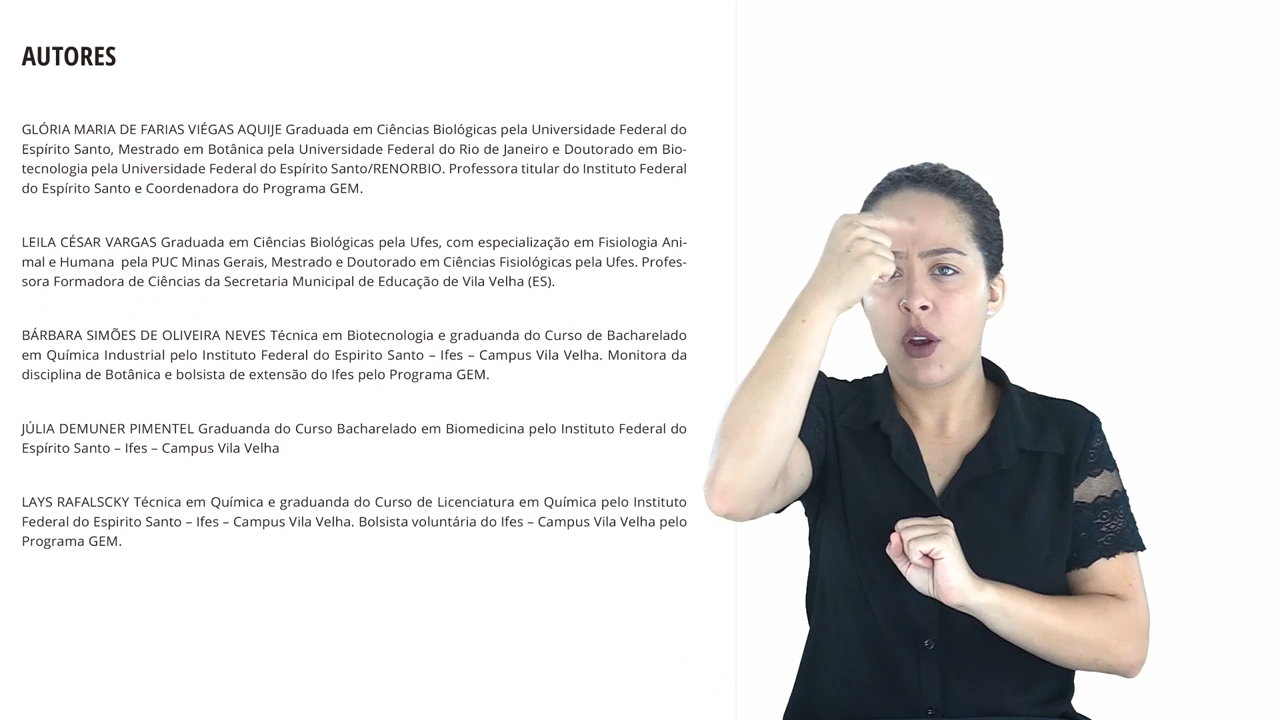 AUTORES
GLÓRIA MARIA DE FARIAS VIÉGAS AQUIJE Graduada em Ciências Biológicas pela Universidade Federal do
Espírito Santo, Mestrado em Botânica pela Universidade Federal do Rio de Janeiro e Doutorado em Bio-
tecnologia pela Universidade Federal do Espírito Santo/RENORBIO. Professora titular do Instituto Federal
do Espírito Santo e Coordenadora do Programa GEM.
LEILA CÉSAR VARGAS Graduada em Ciências Biológicas pela Ufes, com especialização em Fisiologia Ani-
mal e Humana  pela PUC Minas Gerais, Mestrado e Doutorado em Ciências Fisiológicas pela Ufes. Profes-
sora Formadora de Ciências da Secretaria Municipal de Educação de Vila Velha (ES).
BÁRBARA SIMÕES DE OLIVEIRA NEVES Técnica em Biotecnologia e graduanda do Curso de Bacharelado
em Química Industrial pelo Instituto Federal do Espirito Santo – Ifes – Campus Vila Velha. Monitora da
disciplina de Botânica e bolsista de extensão do Ifes pelo Programa GEM.
JÚLIA DEMUNER PIMENTEL Graduanda do Curso Bacharelado em Biomedicina pelo Instituto Federal do
Espírito Santo – Ifes – Campus Vila Velha
LAYS RAFALSCKY Técnica em Química e graduanda do Curso de Licenciatura em Química pelo Instituto
Federal do Espirito Santo – Ifes – Campus Vila Velha. Bolsista voluntária do Ifes – Campus Vila Velha pelo
Programa GEM.